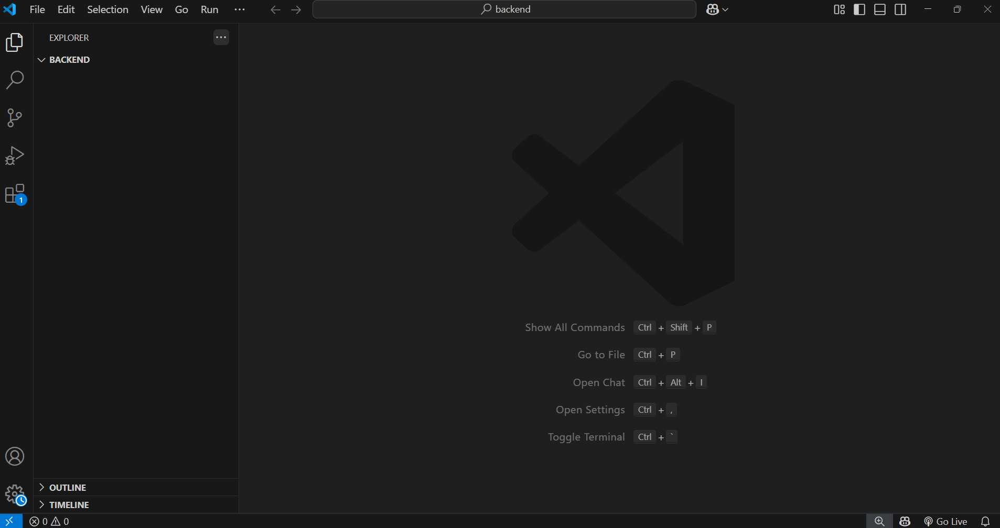 File Edit Selection View Go Run ··· backend
EXPLORER ···
BACKEND
1
Show All Commands Ctrl + Shift + P
Go to File Ctrl + P
Open Chat Ctrl + Alt + I
Open Settings Ctrl + ,
Toggle Terminal Ctrl + `
OUTLINE
TIMELINE
0 0 Go Live